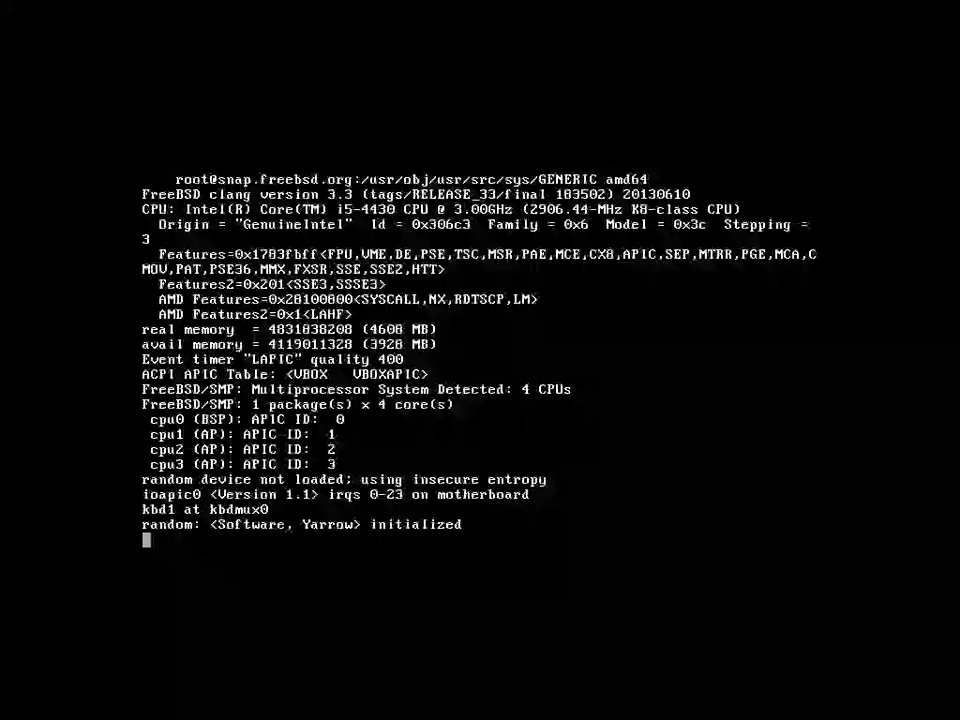 root@snap.freebsd.org:/usr/obj/usr/src/sys/GENERIC amd64
FreeBSD clang version 3.3 (tags/RELEASE_33/final 183502) 20130610
CPU: Intel(R) Core(TM) i5-4430 CPU @ 3.00GHz (2906.44-MHz K8-class CPU)
Origin = "GenuineIntel"  Id = 0x306c3  Family = 0x6  Model = 0x3c  Stepping =
3
Features=0x1783fbff<FPU,VME,DE,PSE,TSC,MSR,PAE,MCE,CX8,APIC,SEP,MTRR,PGE,MCA,C
MOV,PAT,PSE36,MMX,FXSR,SSE,SSE2,HTT>
Features2=0x201<SSE3,SSSE3>
AMD Features=0x28100800<SYSCALL,NX,RDTSCP,LM>
AMD Features2=0x1<LAHF>
real memory  = 4831838208 (4608 MB)
avail memory = 4119011328 (3928 MB)
Event timer "LAPIC" quality 400
ACPI APIC Table: <VBOX   VBOXAPIC>
FreeBSD/SMP: Multiprocessor System Detected: 4 CPUs
FreeBSD/SMP: 1 package(s) x 4 core(s)
cpu0 (BSP): APIC ID:  0
cpu1 (AP): APIC ID:  1
cpu2 (AP): APIC ID:  2
cpu3 (AP): APIC ID:  3
random device not loaded; using insecure entropy
ioapic0 <Version 1.1> irqs 0-23 on motherboard
kbd1 at kbdmux0
random: <Software, Yarrow> initialized